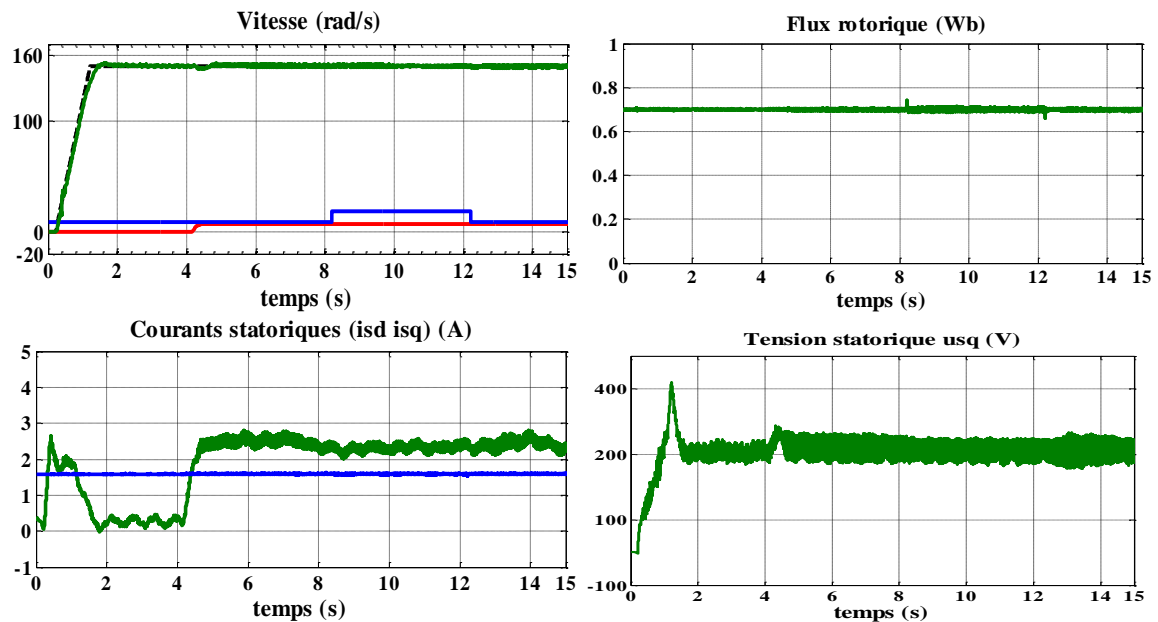 Vitesse (rad/s)
160
100
0
-20
0 2 4 6 8 10 12 14 15
temps (s)
Flux rotorique (Wb)
1
0.8
0.6
0.4
0.2
0
0 2 4 6 8 10 12 14 15
temps (s)
Courants statoriques (isd isq) (A)
5
4
3
2
1
0
-1
0 2 4 6 8 10 12 14 15
temps (s)
Tension statorique usq (V)
400
200
100
-100
0 2 4 6 8 10 12 14 15
temps (s)